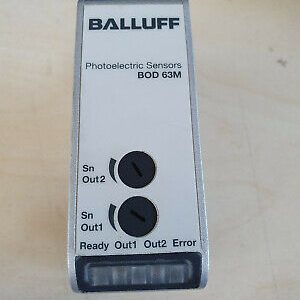 BALLUFF
Photoelectric Sensors
BOD 63M
Sn
Out2
Sn
Out1
Ready Out1 Out2 Error